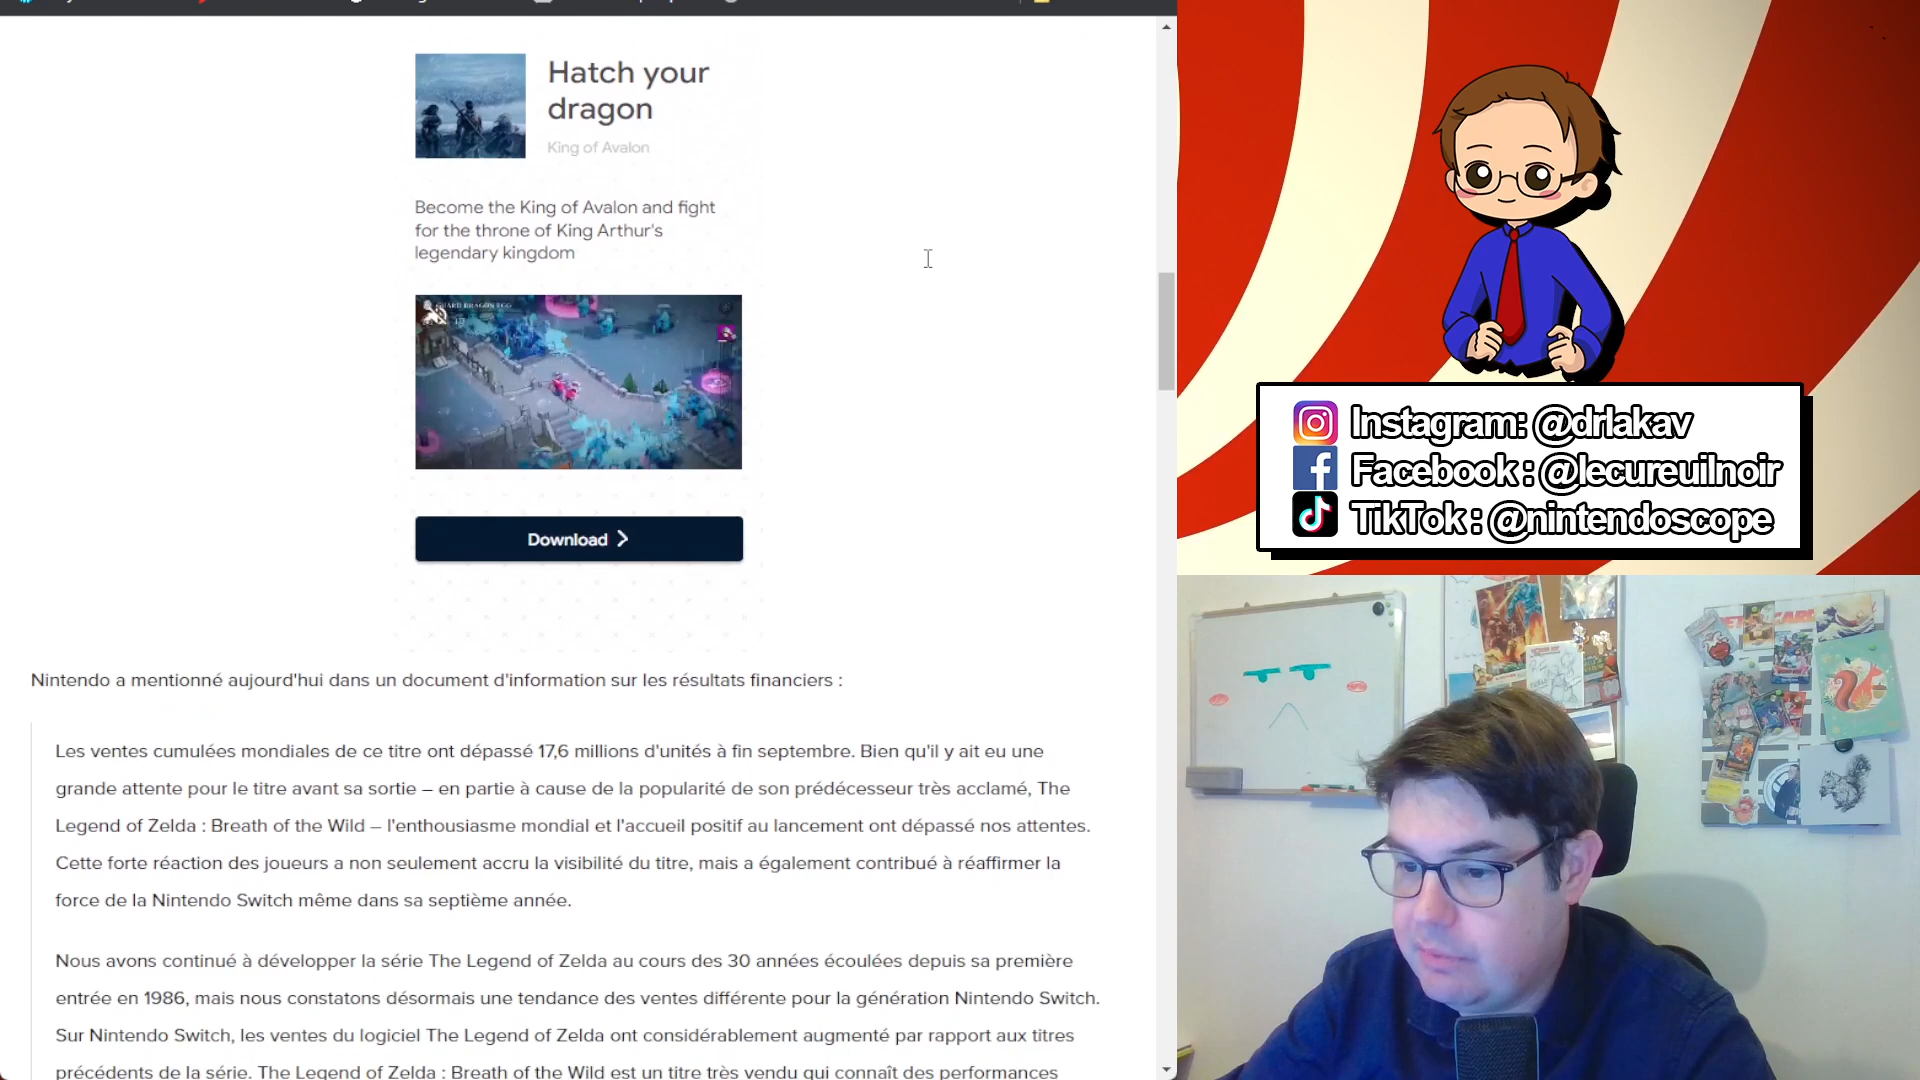 Hatch your
dragon
King of Avalon
Become the King of Avalon and fight
for the throne of King Arthur's
legendary kingdom
GUARD DRAGON EGG
Download
Nintendo a mentionné aujourd'hui dans un document d'information sur les résultats financiers :
Les ventes cumulées mondiales de ce titre ont dépassé 17,6 millions d'unités à fin septembre. Bien qu'il y ait eu une
grande attente pour le titre avant sa sortie – en partie à cause de la popularité de son prédécesseur très acclamé, The
Legend of Zelda : Breath of the Wild – l'enthousiasme mondial et l'accueil positif au lancement ont dépassé nos attentes.
Cette forte réaction des joueurs a non seulement accru la visibilité du titre, mais a également contribué à réaffirmer la
force de la Nintendo Switch même dans sa septième année.
Nous avons continué à développer la série The Legend of Zelda au cours des 30 années écoulées depuis sa première
entrée en 1986, mais nous constatons désormais une tendance des ventes différente pour la génération Nintendo Switch.
Sur Nintendo Switch, les ventes du logiciel The Legend of Zelda ont considérablement augmenté par rapport aux titres
précédents de la série. The Legend of Zelda : Breath of the Wild est un titre très vendu qui connaît des performances
Instagram: @drlakav
Facebook : @lecureuilnoir
TikTok : @nintendoscope